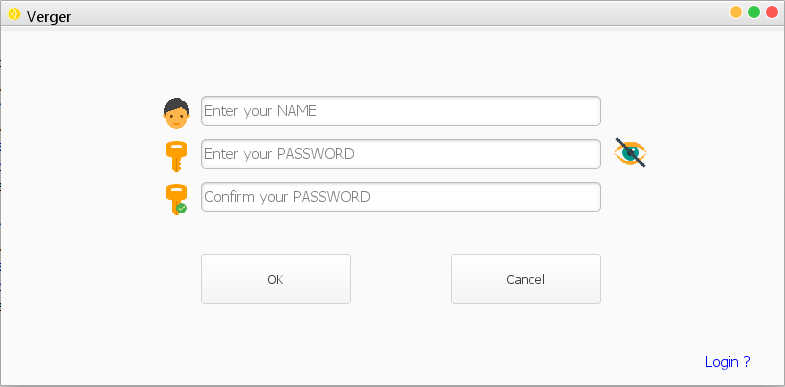 Verger
Enter your NAME
Enter your PASSWORD
Confirm your PASSWORD
OK
Cancel
Login ?